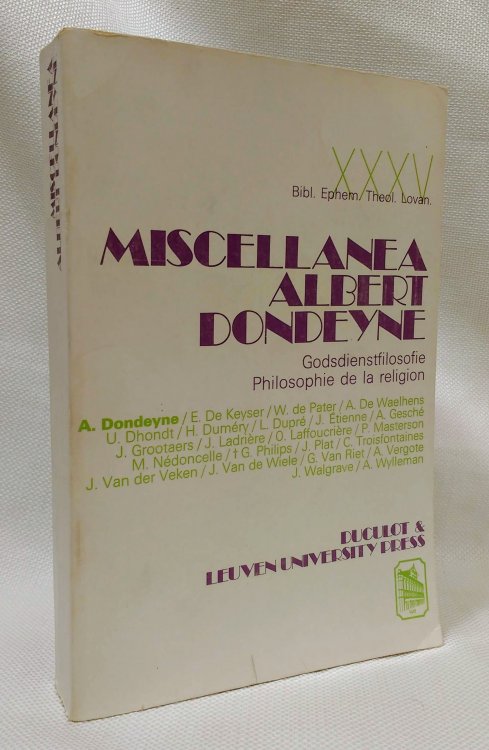 XXXV
Bibl. Ephem. Theol. Lovan.
MISCELLANEA
ALBERT
DONDEYNE
Godsdienstfilosofie
Philosophie de la religion
A. Dondeyne / E. De Keyser / W. de Pater / A. De Waelhens
U. Dhondt / H. Duméry / L. Dupré / J. Étienne / A. Gesché
J. Grootaers / J. Ladrière / O. Laffoucrière / P. Masterson
M. Nédoncelle / † G. Philips / J. Plat / C. Troisfontaines
J. Van der Veken / J. Van de Wiele / G. Van Riet / A. Vergote
J. Walgrave / A. Wylleman
DUCULOT &
LEUVEN UNIVERSITY PRESS